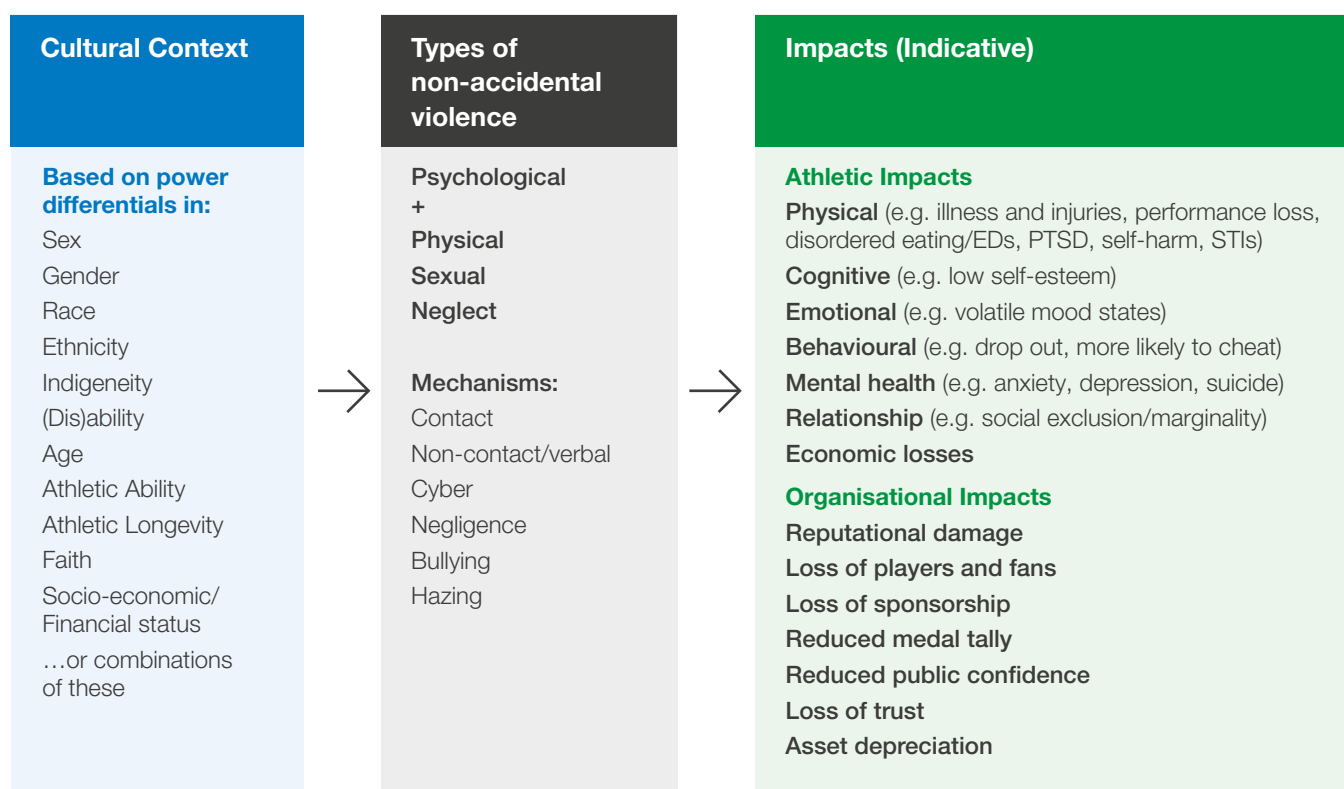 Cultural Context
Based on power
differentials in:
Sex
Gender
Race
Ethnicity
Indigeneity
(Dis)ability
Age
Athletic Ability
Athletic Longevity
Faith
Socio-economic/
Financial status
…or combinations
of these
Types of
non-accidental
violence
Psychological
+
Physical
Sexual
Neglect
Mechanisms:
Contact
Non-contact/verbal
Cyber
Negligence
Bullying
Hazing
Impacts (Indicative)
Athletic Impacts
Physical (e.g. illness and injuries, performance loss,
disordered eating/EDs, PTSD, self-harm, STIs)
Cognitive (e.g. low self-esteem)
Emotional (e.g. volatile mood states)
Behavioural (e.g. drop out, more likely to cheat)
Mental health (e.g. anxiety, depression, suicide)
Relationship (e.g. social exclusion/marginality)
Economic losses
Organisational Impacts
Reputational damage
Loss of players and fans
Loss of sponsorship
Reduced medal tally
Reduced public confidence
Loss of trust
Asset depreciation